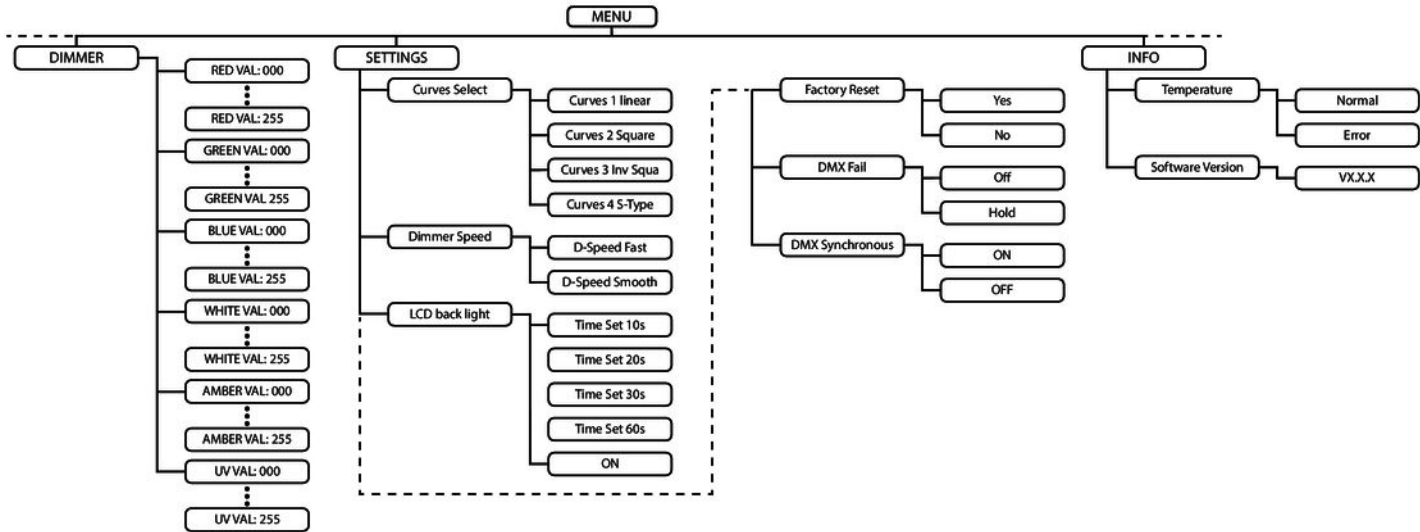 MENU
DIMMER
RED VAL: 000
RED VAL: 255
GREEN VAL: 000
GREEN VAL 255
BLUE VAL: 000
BLUE VAL: 255
WHITE VAL: 000
WHITE VAL: 255
AMBER VAL: 000
AMBER VAL: 255
UV VAL: 000
UV VAL: 255
SETTINGS
Curves Select
Curves 1 linear
Curves 2 Square
Curves 3 Inv Squa
Curves 4 S-Type
Dimmer Speed
D-Speed Fast
D-Speed Smooth
LCD back light
Time Set 10s
Time Set 20s
Time Set 30s
Time Set 60s
ON
Factory Reset
Yes
No
DMX Fail
Off
Hold
DMX Synchronous
ON
OFF
INFO
Temperature
Normal
Error
Software Version
VX.X.X